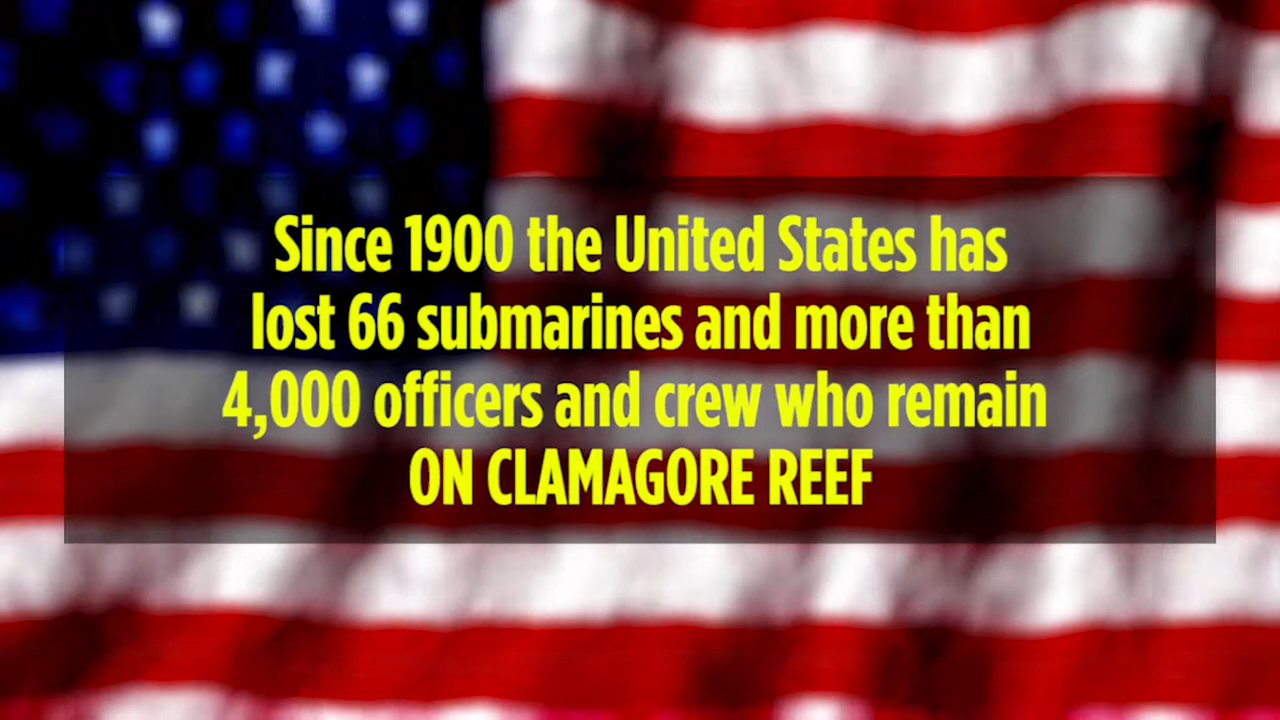 Since 1900 the United States has
lost 66 submarines and more than
4,000 officers and crew who remain
ON CLAMAGORE REEF